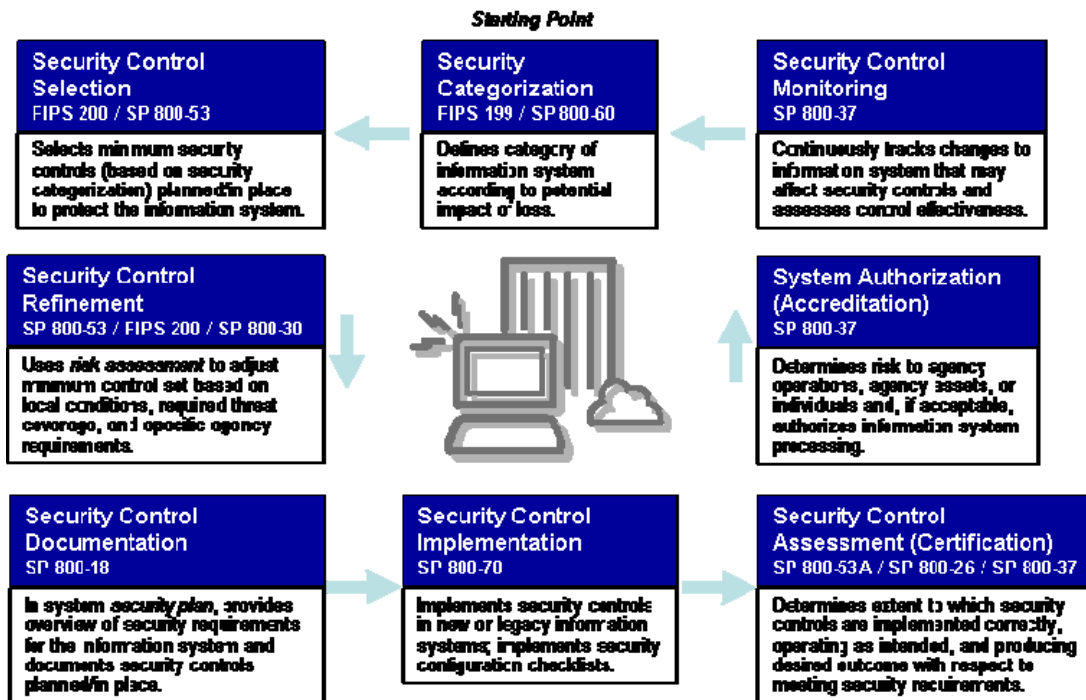 Starting Point
Security Control
Selection
FIPS 200 / SP 800-53
Selects minimum security
controls (based on security
categorization) planned/in place
to protect the information system.
Security
Categorization
FIPS 199 / SP 800-60
Defines category of
information system
according to potential
impact of loss.
Security Control
Monitoring
SP 800-37
Continuously tracks changes to
information system that may
affect security controls and
assesses control effectiveness.
Security Control
Refinement
SP 800-53 / FIPS 200 / SP 800-30
Uses risk assessment to adjust
minimum control set based on
local conditions, required threat
coverage, and specific agency
requirements.
System Authorization
(Accreditation)
SP 800-37
Determines risk to agency
operations, agency assets, or
individuals and, if acceptable,
authorizes information system
processing.
Security Control
Documentation
SP 800-18
In system security plan, provides
overview of security requirements
for the information system and
documents security controls
planned/in place.
Security Control
Implementation
SP 800-70
Implements security controls
in new or legacy information
systems; implements security
configuration checklists.
Security Control
Assessment (Certification)
SP 800-53A / SP 800-26 / SP 800-37
Determines extent to which security
controls are implemented correctly,
operating as intended, and producing
desired outcome with respect to
meeting security requirements.